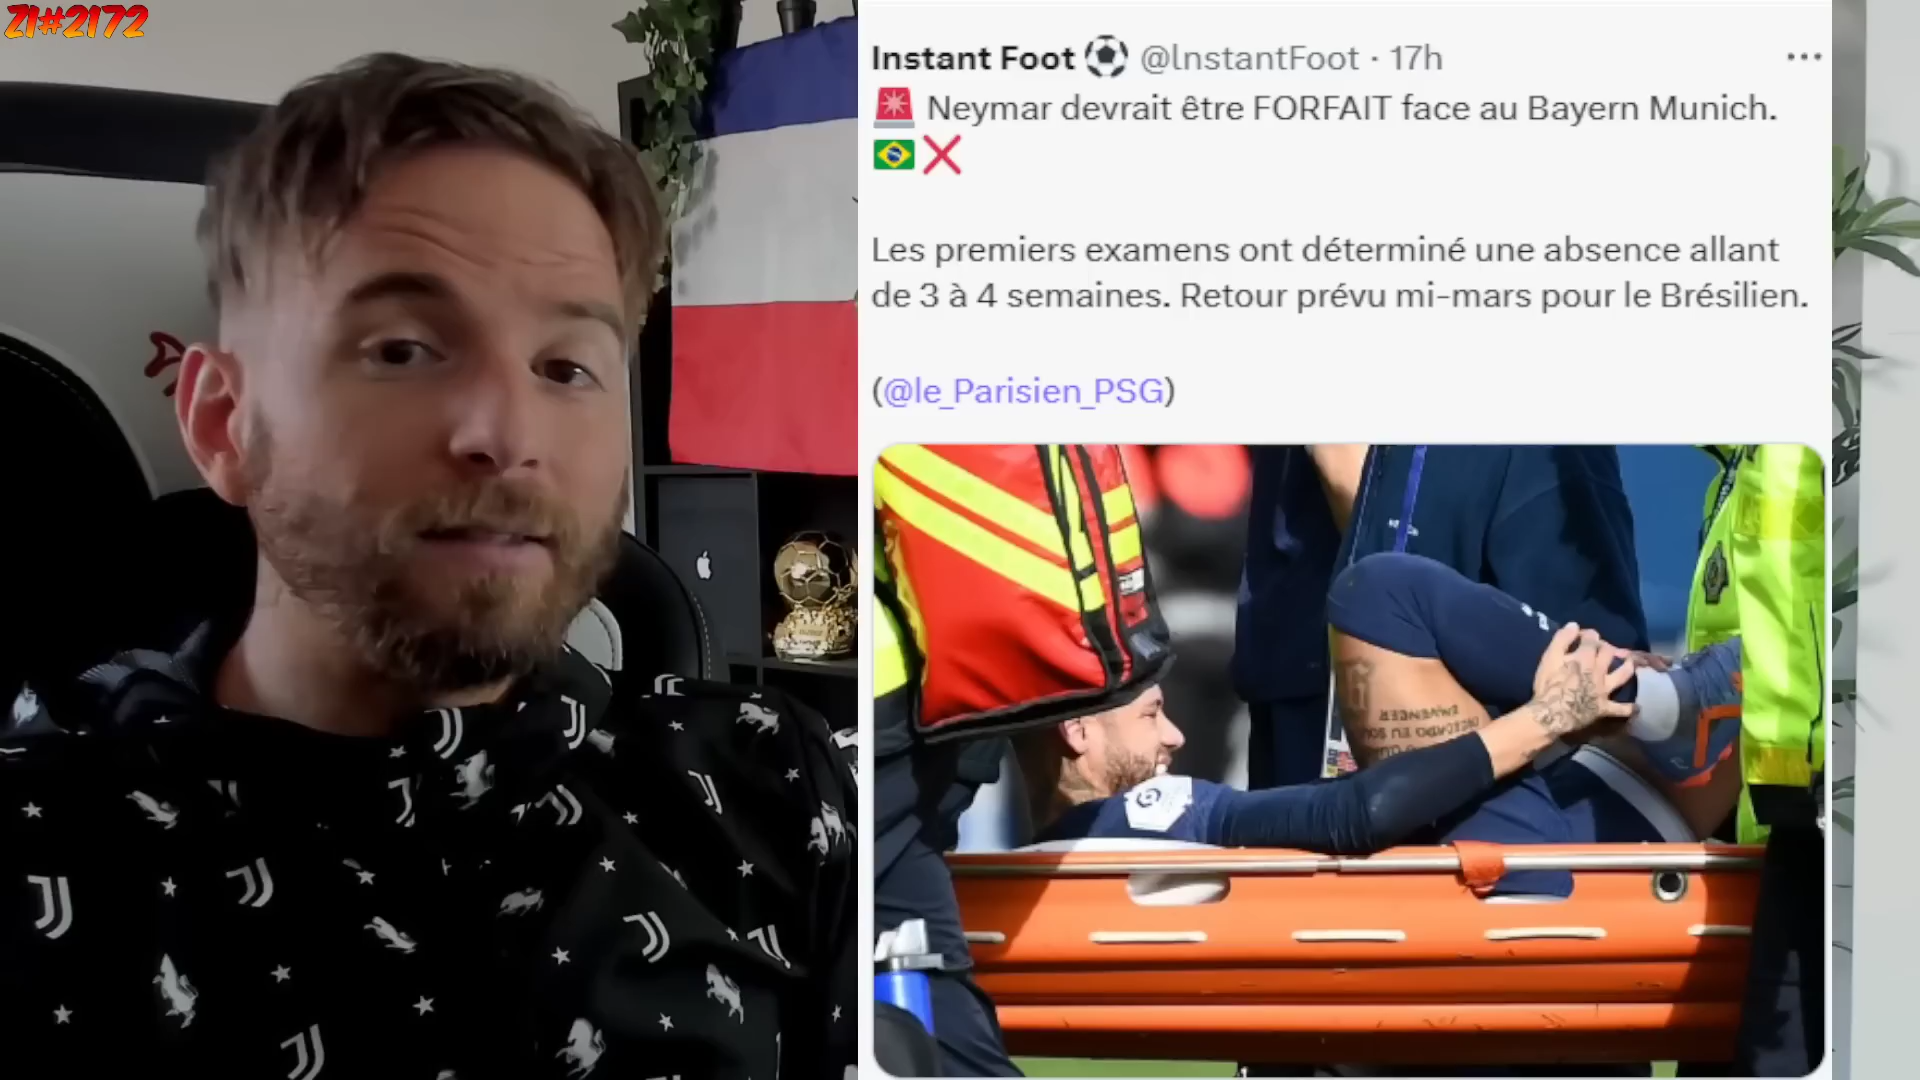 ZI#2172
Instant Foot @lnstantFoot · 17h
Neymar devrait être FORFAIT face au Bayern Munich.
Les premiers examens ont déterminé une absence allant
de 3 à 4 semaines. Retour prévu mi-mars pour le Brésilien.
(@le_Parisien_PSG)